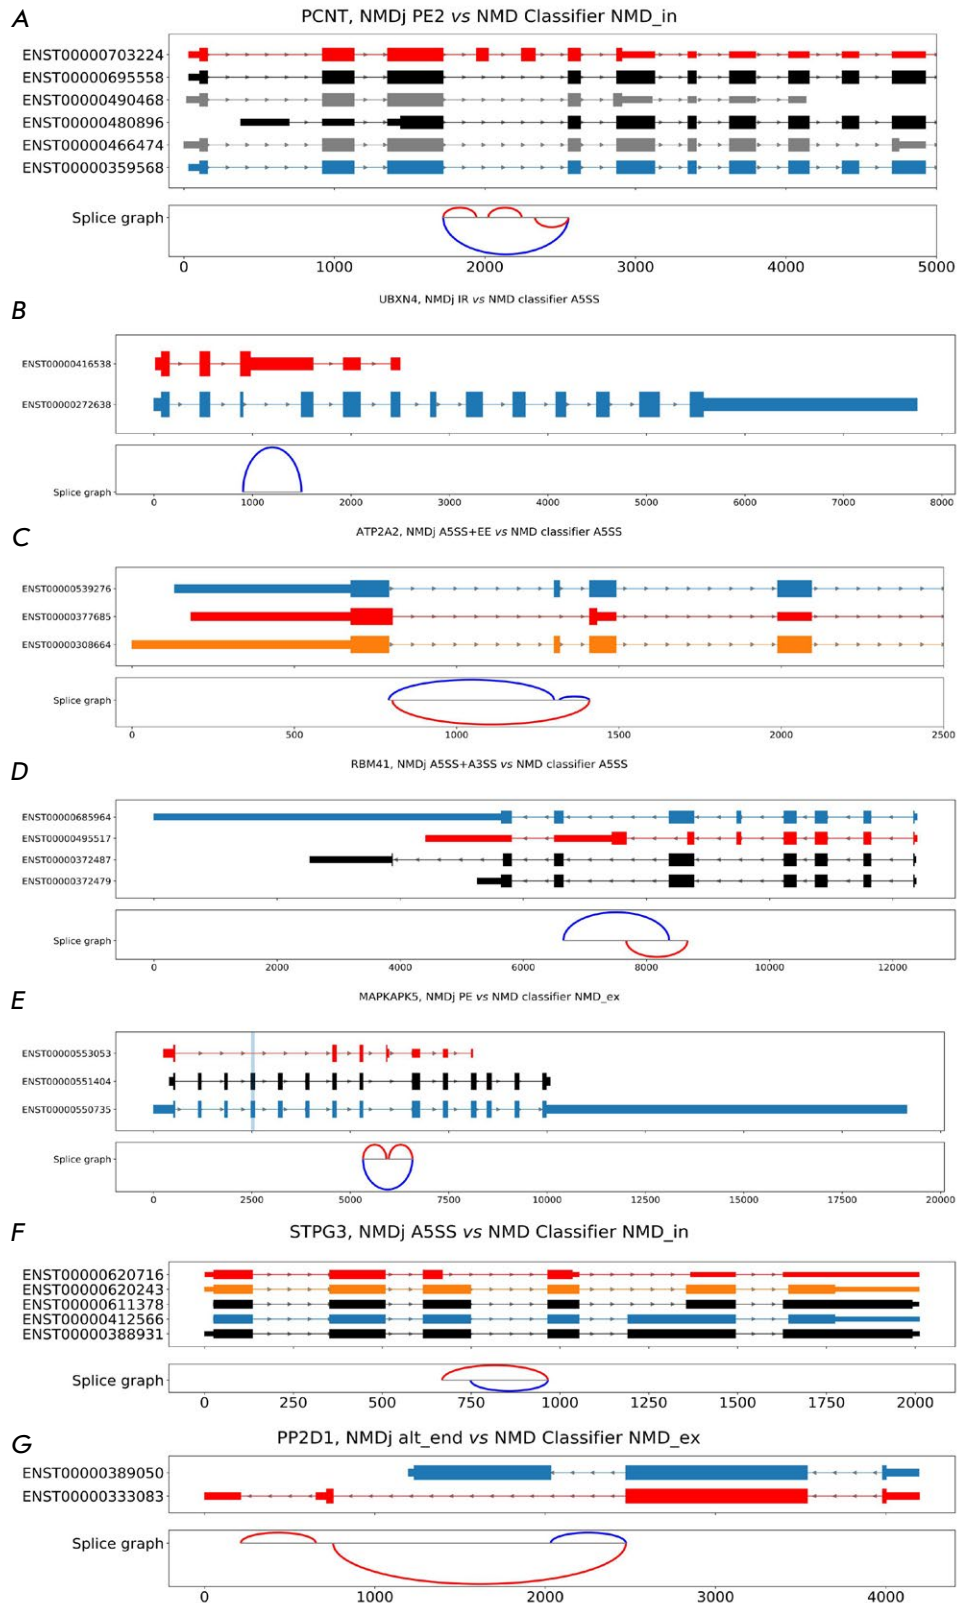 A
PCNT, NMDj PE2 vs NMD Classifier NMD_in
ENST00000703224
ENST00000695558
ENST00000490468
ENST00000480896
ENST00000466474
ENST00000359568
Splice graph
0 1000 2000 3000 4000 5000
UBXN4, NMDj IR vs NMD classifier A5SS
B
ENST00000416538
ENST00000272638
Splice graph
0 1000 2000 3000 4000 5000 6000 7000 8000
ATP2A2, NMDj A5SS+EE vs NMD classifier A5SS
C
ENST00000539276
ENST00000377685
ENST00000308664
Splice graph
0 500 1000 1500 2000 2500
RBM41, NMDj A5SS+A3SS vs NMD classifier A5SS
D
ENST00000685964
ENST00000495517
ENST00000372487
ENST00000372479
Splice graph
0 2000 4000 6000 8000 10000 12000
MAPKAPK5, NMDj PE vs NMD classifier NMD_ex
E
ENST00000553053
ENST00000551404
ENST00000550735
Splice graph
0 2500 5000 7500 10000 12500 15000 17500 20000
F
STPG3, NMDj A5SS vs NMD Classifier NMD_in
ENST00000620716
ENST00000620243
ENST00000611378
ENST00000412566
ENST00000388931
Splice graph
0 250 500 750 1000 1250 1500 1750 2000
G
PP2D1, NMDj alt_end vs NMD Classifier NMD_ex
ENST00000389050
ENST00000333083
Splice graph
0 1000 2000 3000 4000